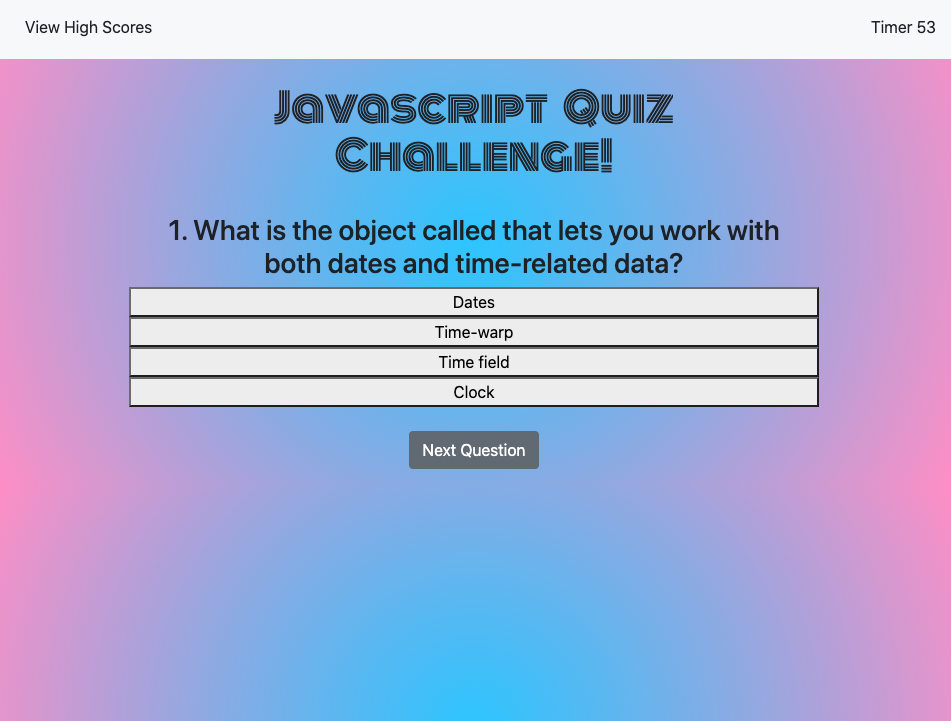 View High Scores
Timer 53
Javascript Quiz
Challenge!
1. What is the object called that lets you work with
both dates and time-related data?
Dates
Time-warp
Time field
Clock
Next Question